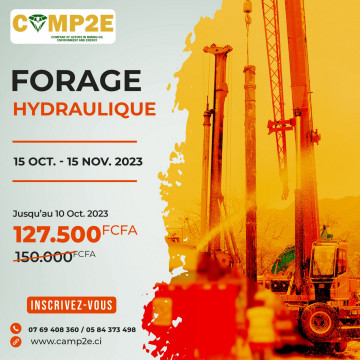 CAMP2E
COMPANY OF ADVICE IN MINING OIL
ENVIRONMENT AND ENERGY
FORAGE
HYDRAULIQUE
15 OCT. - 15 NOV. 2023
Jusqu'au 10 Oct. 2023
127.500FCFA
150.000FCFA
INSCRIVEZ-VOUS
07 69 408 360 / 05 84 373 498
www.camp2e.ci